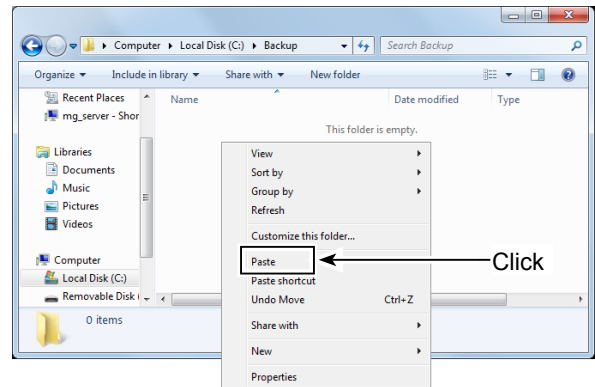 Computer Local Disk (C:) Backup Search Backup
Organize Include in library Share with New folder
Recent Places
mg_server - Shor
Libraries
Documents
Music
Pictures
Videos
Computer
Local Disk (C:)
Removable Disk
0 items
Name Date modified Type
This folder is empty.
View
Sort by
Group by
Refresh
Customize this folder...
Paste
Paste shortcut
Undo Move Ctrl+Z
Share with
New
Properties
Click